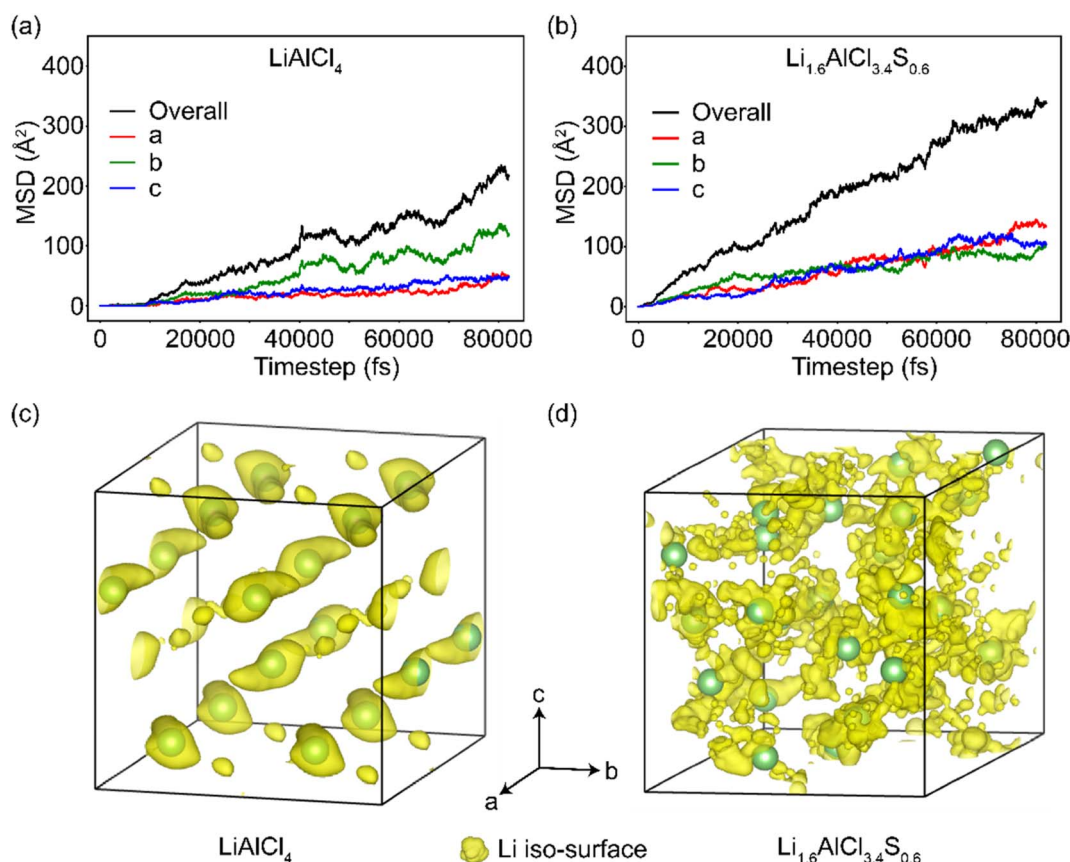 (a)
LiAlCl₄
MSD (Å²)
400
300
200
100
0
Overall
a
b
c
0 20000 40000 60000 80000
Timestep (fs)
(b)
Li₁.₆AlCl₃.₄S₀.₆
MSD (Å²)
400
300
200
100
0
Overall
a
b
c
0 20000 40000 60000 80000
Timestep (fs)
(c)
(d)
c
b
a
LiAlCl₄
Li iso-surface
Li₁.₆AlCl₃.₄S₀.₆